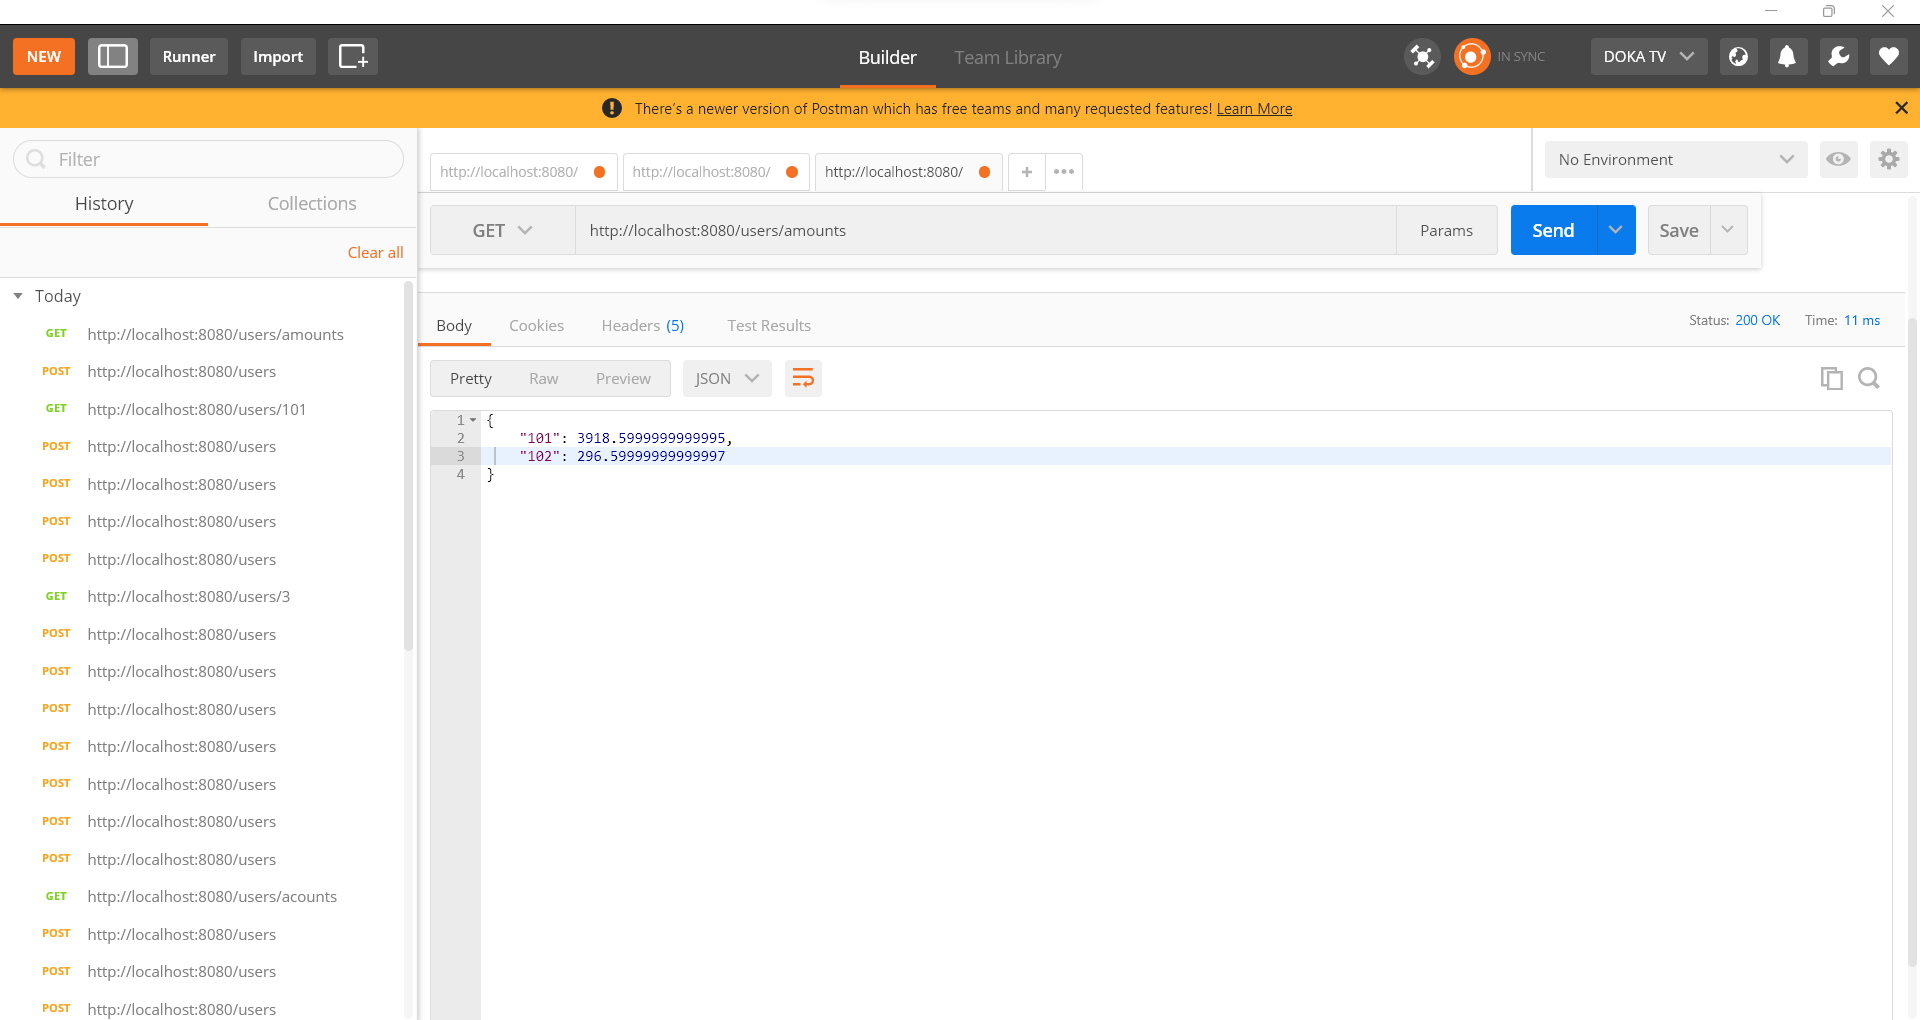 NEW Runner Import Builder Team Library IN SYNC DOKA TV
There's a newer version of Postman which has free teams and many requested features! Learn More
Filter
History Collections
Clear all
Today
GET http://localhost:8080/users/amounts
POST http://localhost:8080/users
GET http://localhost:8080/users/101
POST http://localhost:8080/users
POST http://localhost:8080/users
POST http://localhost:8080/users
POST http://localhost:8080/users
GET http://localhost:8080/users/3
POST http://localhost:8080/users
POST http://localhost:8080/users
POST http://localhost:8080/users
POST http://localhost:8080/users
POST http://localhost:8080/users
POST http://localhost:8080/users
POST http://localhost:8080/users
GET http://localhost:8080/users/acounts
POST http://localhost:8080/users
POST http://localhost:8080/users
POST http://localhost:8080/users
http://localhost:8080/ http://localhost:8080/ http://localhost:8080/ No Environment
GET http://localhost:8080/users/amounts Params Send Save
Body Cookies Headers (5) Test Results Status: 200 OK Time: 11 ms
Pretty Raw Preview JSON
1 {
2 "101": 3918.5999999999995,
3 "102": 296.59999999999997
4 }